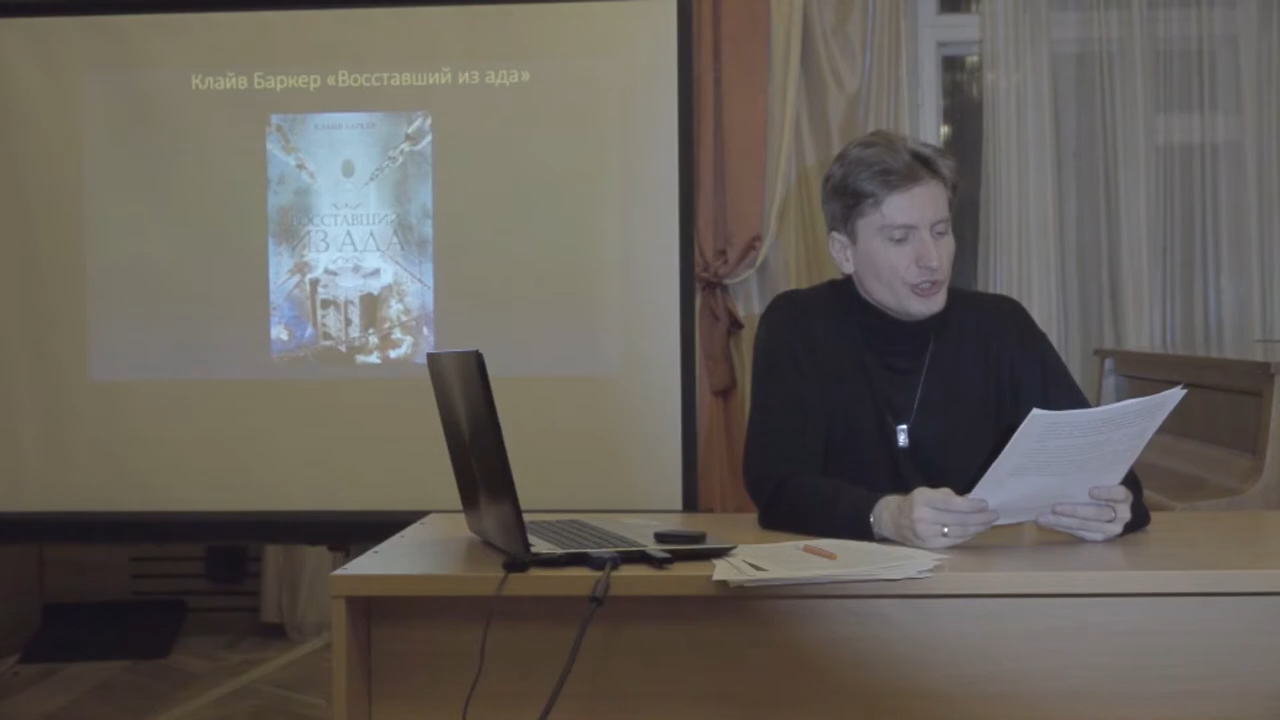 Клайв Баркер «Восставший из ада»
КЛАЙВ БАРКЕР
ВОССТАВШИЙ
ИЗ АДА